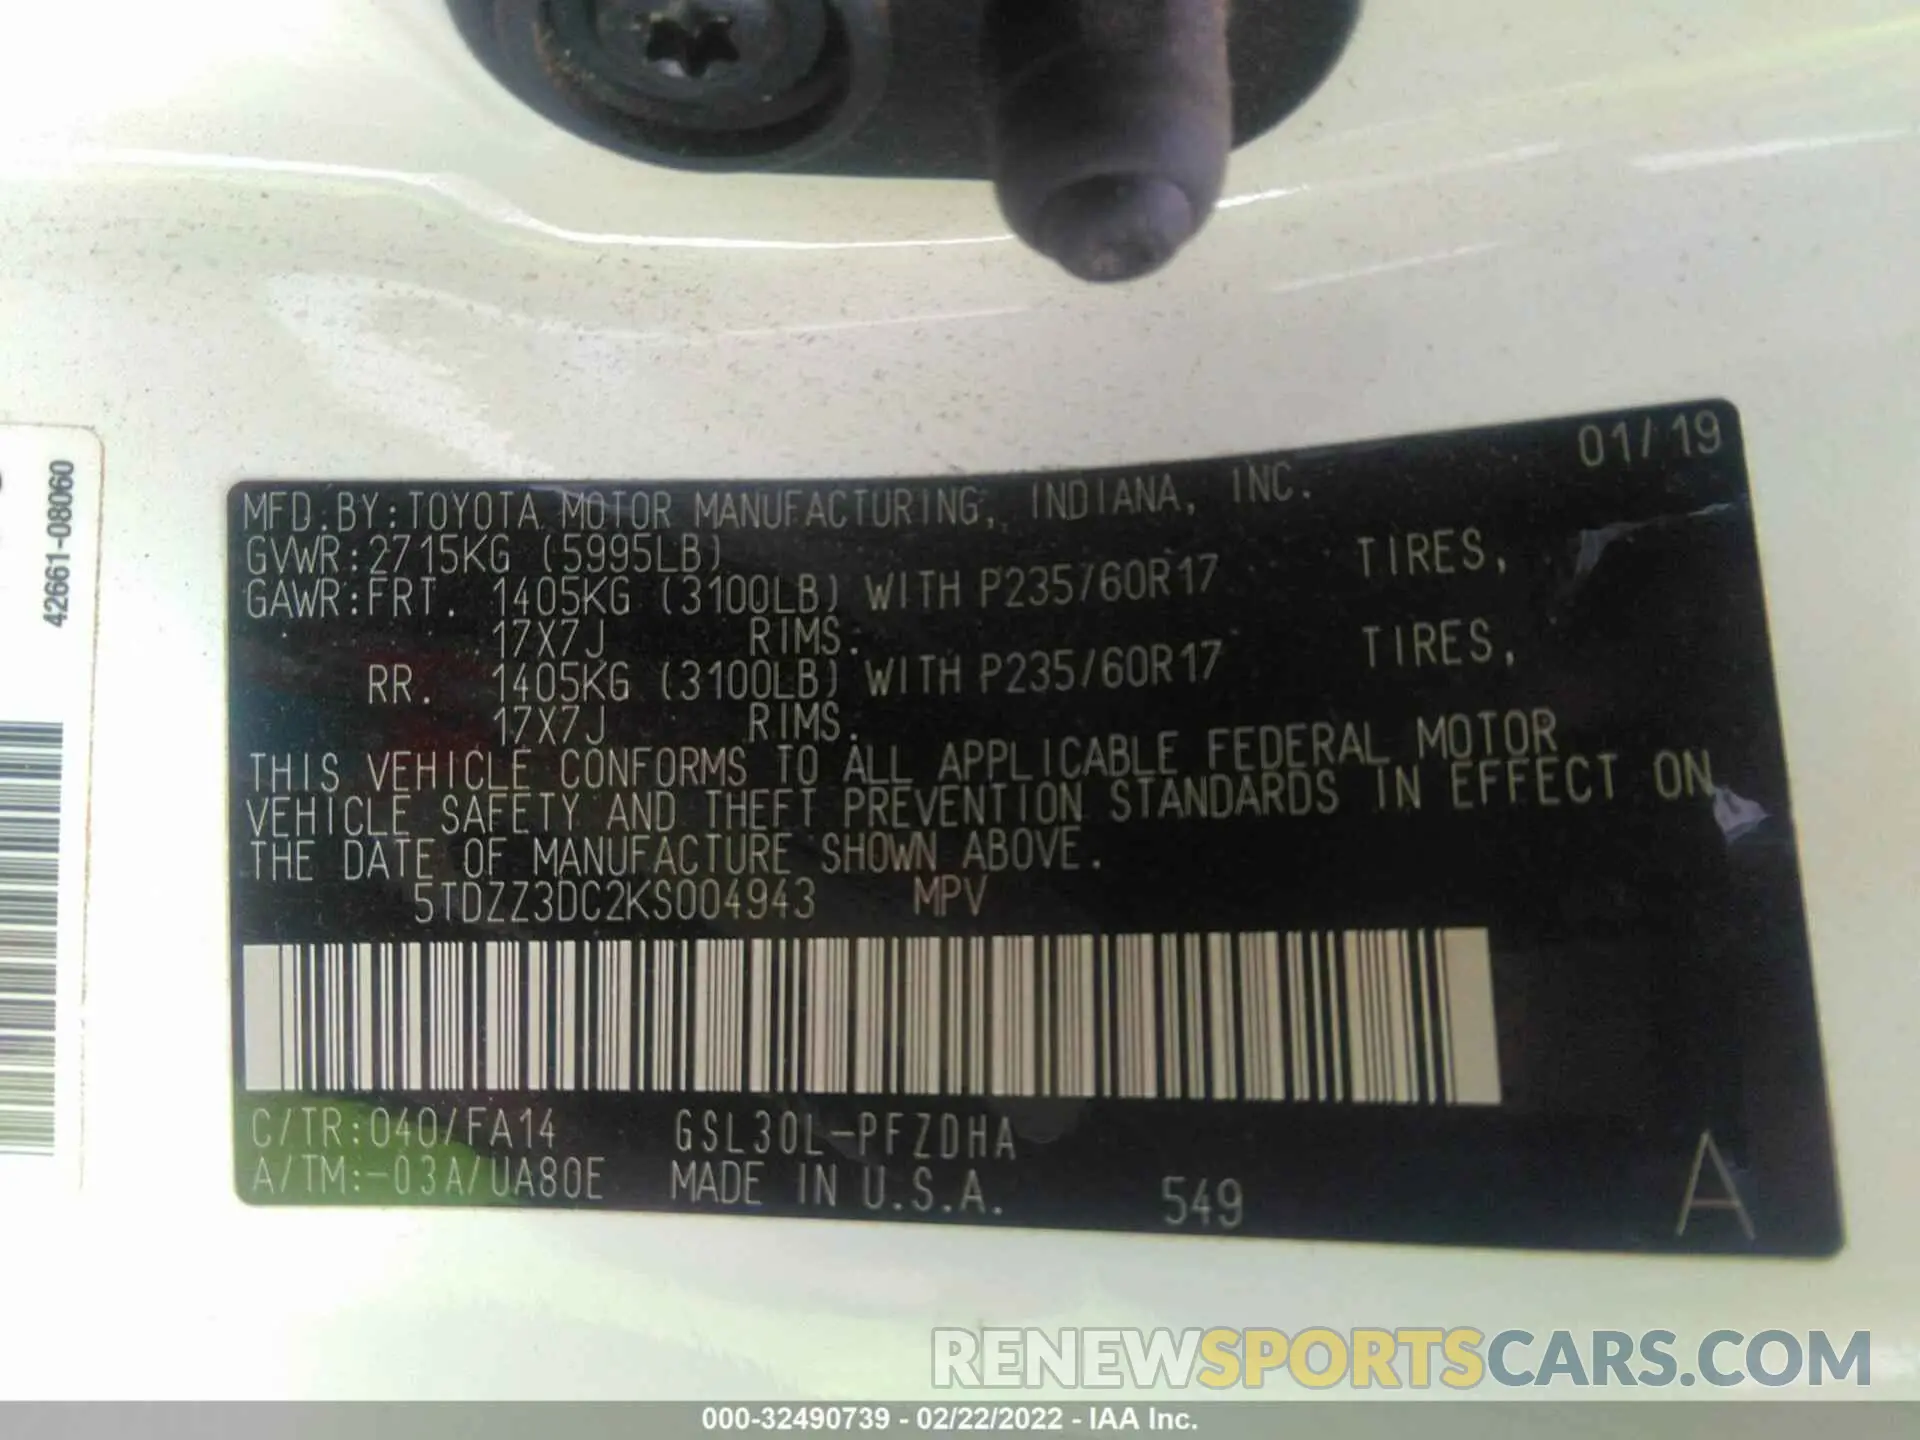 01/19
MFD.BY:TOYOTA MOTOR MANUFACTURING, INDIANA, INC.
GVWR:2715KG (5995LB)
GAWR:FRT. 1405KG (3100LB) WITH P235/60R17 TIRES,
17X7J RIMS.
RR. 1405KG (3100LB) WITH P235/60R17 TIRES,
17X7J RIMS.
THIS VEHICLE CONFORMS TO ALL APPLICABLE FEDERAL MOTOR
VEHICLE SAFETY AND THEFT PREVENTION STANDARDS IN EFFECT ON
THE DATE OF MANUFACTURE SHOWN ABOVE.
5TDZZ3DC2KS004943 MPV
C/TR:040/FA14 GSL30L-PFZDHA
A/TM:-03A/UA80E MADE IN U.S.A. 549 A
42661-08060
RENEWSPORTSCARS.COM
000-32490739 - 02/22/2022 - IAA Inc.